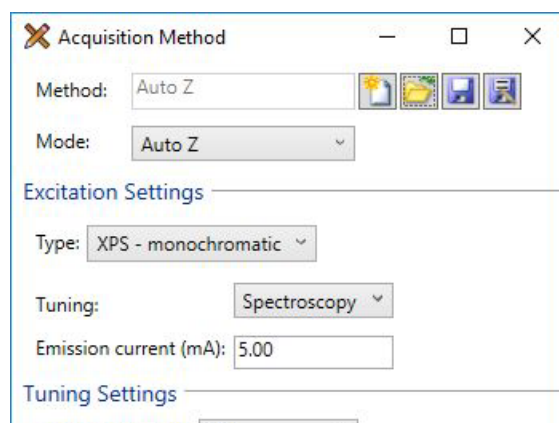 Acquisition Method
Method: Auto Z
Mode: Auto Z
Excitation Settings
Type: XPS - monochromatic
Tuning: Spectroscopy
Emission current (mA): 5.00
Tuning Settings